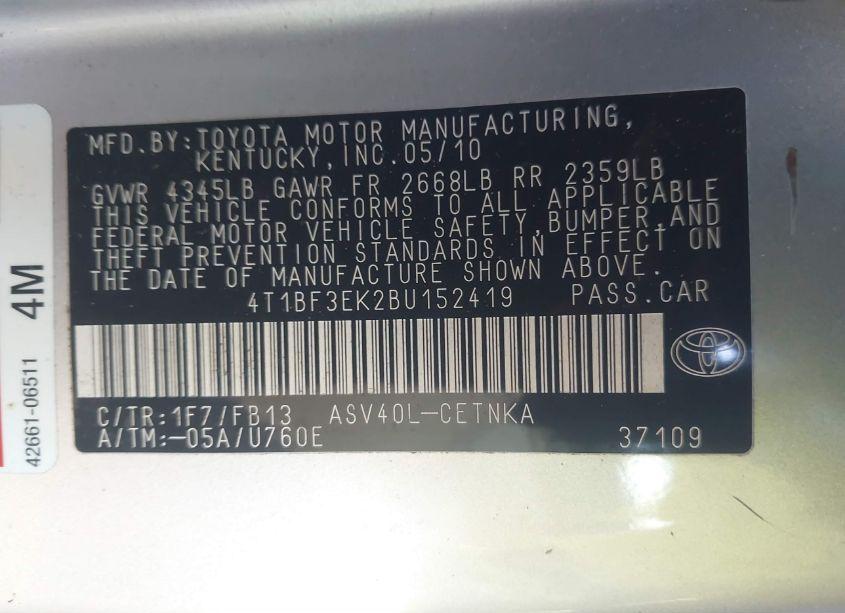 MFD.BY:TOYOTA MOTOR MANUFACTURING,
KENTUCKY,INC.05/10
GVWR 4345LB GAWR FR 2668LB RR 2359LB
THIS VEHICLE CONFORMS TO ALL APPLICABLE
FEDERAL MOTOR VEHICLE SAFETY,BUMPER,AND
THEFT PREVENTION STANDARDS IN EFFECT ON
THE DATE OF MANUFACTURE SHOWN ABOVE.
4T1BF3EK2BU152419 PASS.CAR
C/TR:1F7/FB13 ASV40L-CETNKA
A/TM:-05A/U760E 37109
4M
42661-06511